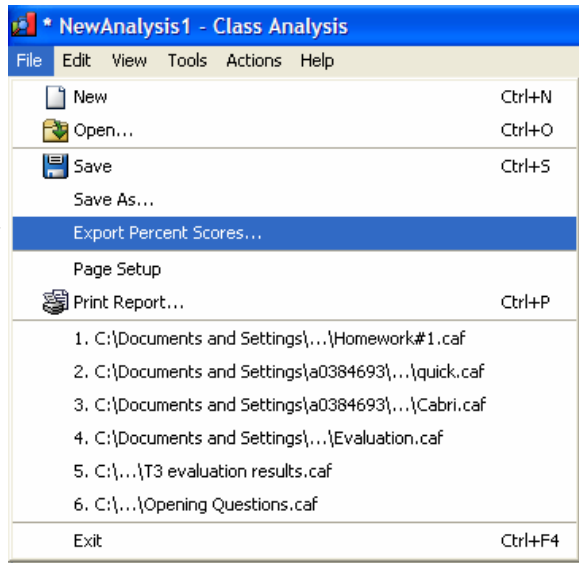 * NewAnalysis1 - Class Analysis
File Edit View Tools Actions Help
New Ctrl+N
Open... Ctrl+O
Save Ctrl+S
Save As...
Export Percent Scores...
Page Setup
Print Report... Ctrl+P
1. C:\Documents and Settings\...\Homework#1.caf
2. C:\Documents and Settings\a0384693\...\quick.caf
3. C:\Documents and Settings\a0384693\...\Cabri.caf
4. C:\Documents and Settings\...\Evaluation.caf
5. C:\...\T3 evaluation results.caf
6. C:\...\Opening Questions.caf
Exit Ctrl+F4